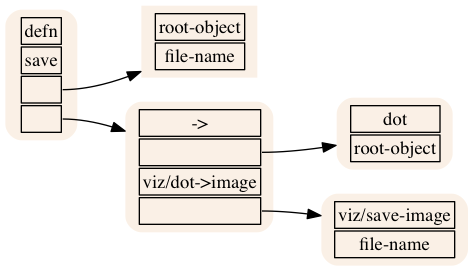 defn
save
root-object
file-name
->
viz/dot->image
dot
root-object
viz/save-image
file-name